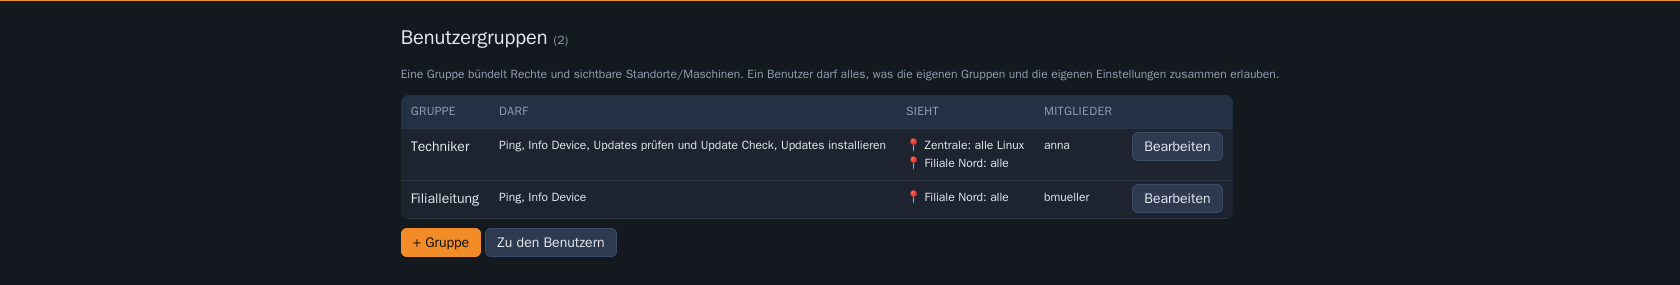 Benutzergruppen (2)
Eine Gruppe bündelt Rechte und sichtbare Standorte/Maschinen. Ein Benutzer darf alles, was die eigenen Gruppen und die eigenen Einstellungen zusammen erlauben.
GRUPPE DARF SIEHT MITGLIEDER
Techniker Ping, Info Device, Updates prüfen und Update Check, Updates installieren 📍 Zentrale: alle Linux anna Bearbeiten
📍 Filiale Nord: alle
Filialleitung Ping, Info Device 📍 Filiale Nord: alle bmueller Bearbeiten
+ Gruppe Zu den Benutzern